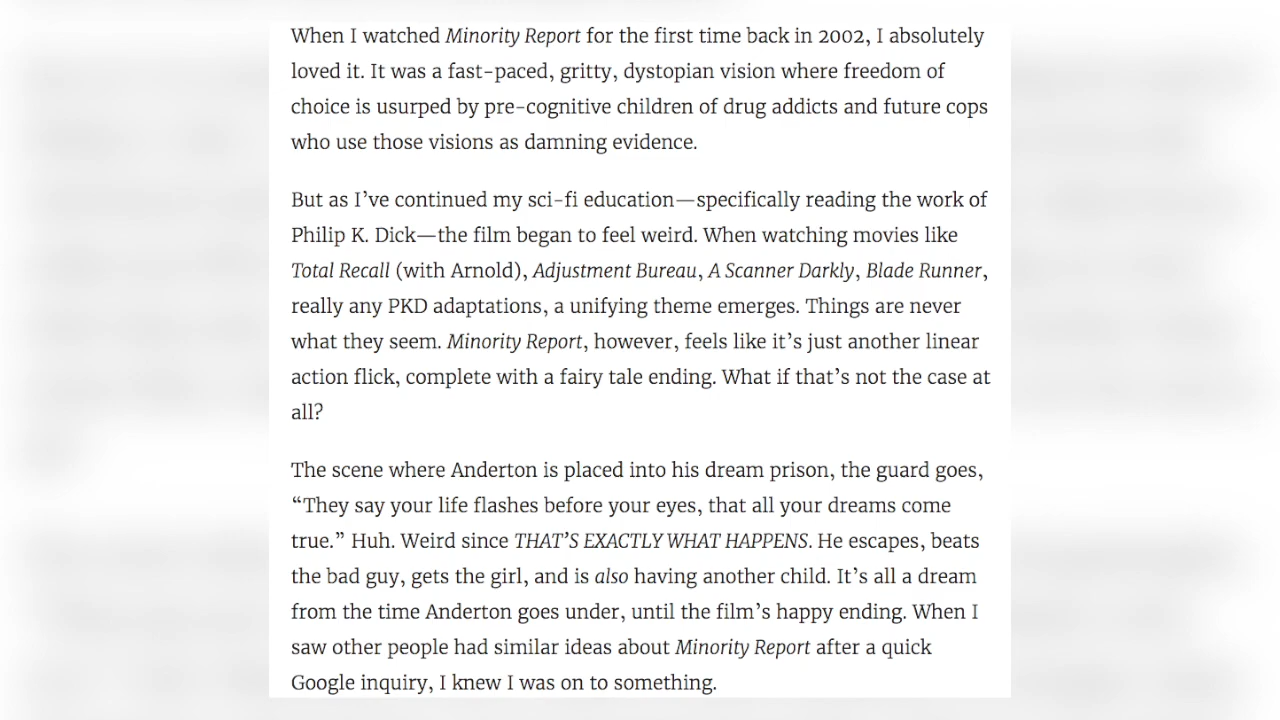 When I watched Minority Report for the first time back in 2002, I absolutely
loved it. It was a fast-paced, gritty, dystopian vision where freedom of
choice is usurped by pre-cognitive children of drug addicts and future cops
who use those visions as damning evidence.
But as I’ve continued my sci-fi education—specifically reading the work of
Philip K. Dick—the film began to feel weird. When watching movies like
Total Recall (with Arnold), Adjustment Bureau, A Scanner Darkly, Blade Runner,
really any PKD adaptations, a unifying theme emerges. Things are never
what they seem. Minority Report, however, feels like it’s just another linear
action flick, complete with a fairy tale ending. What if that’s not the case at
all?
The scene where Anderton is placed into his dream prison, the guard goes,
“They say your life flashes before your eyes, that all your dreams come
true.” Huh. Weird since THAT’S EXACTLY WHAT HAPPENS. He escapes, beats
the bad guy, gets the girl, and is also having another child. It’s all a dream
from the time Anderton goes under, until the film’s happy ending. When I
saw other people had similar ideas about Minority Report after a quick
Google inquiry, I knew I was on to something.